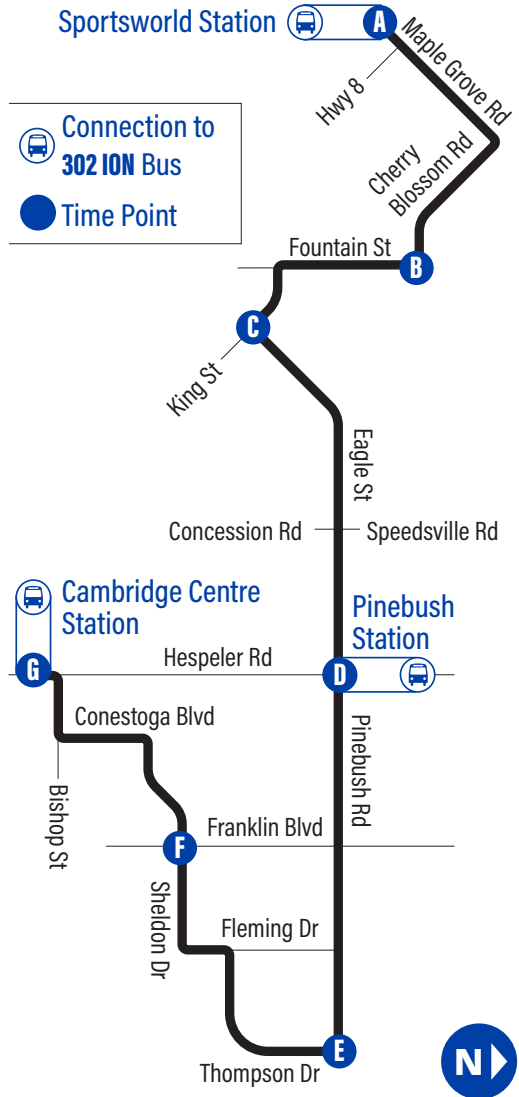 Sportsworld Station
A
Maple Grove Rd
Hwy 8
Connection to
302 ION Bus
Time Point
Cherry
Blossom Rd
Fountain St
B
C
King St
Eagle St
Concession Rd
Speedsville Rd
Cambridge Centre
Station
Pinebush
Station
Hespeler Rd
G
D
Conestoga Blvd
Pinebush Rd
Bishop St
Franklin Blvd
F
Sheldon Dr
Fleming Dr
E
Thompson Dr
N